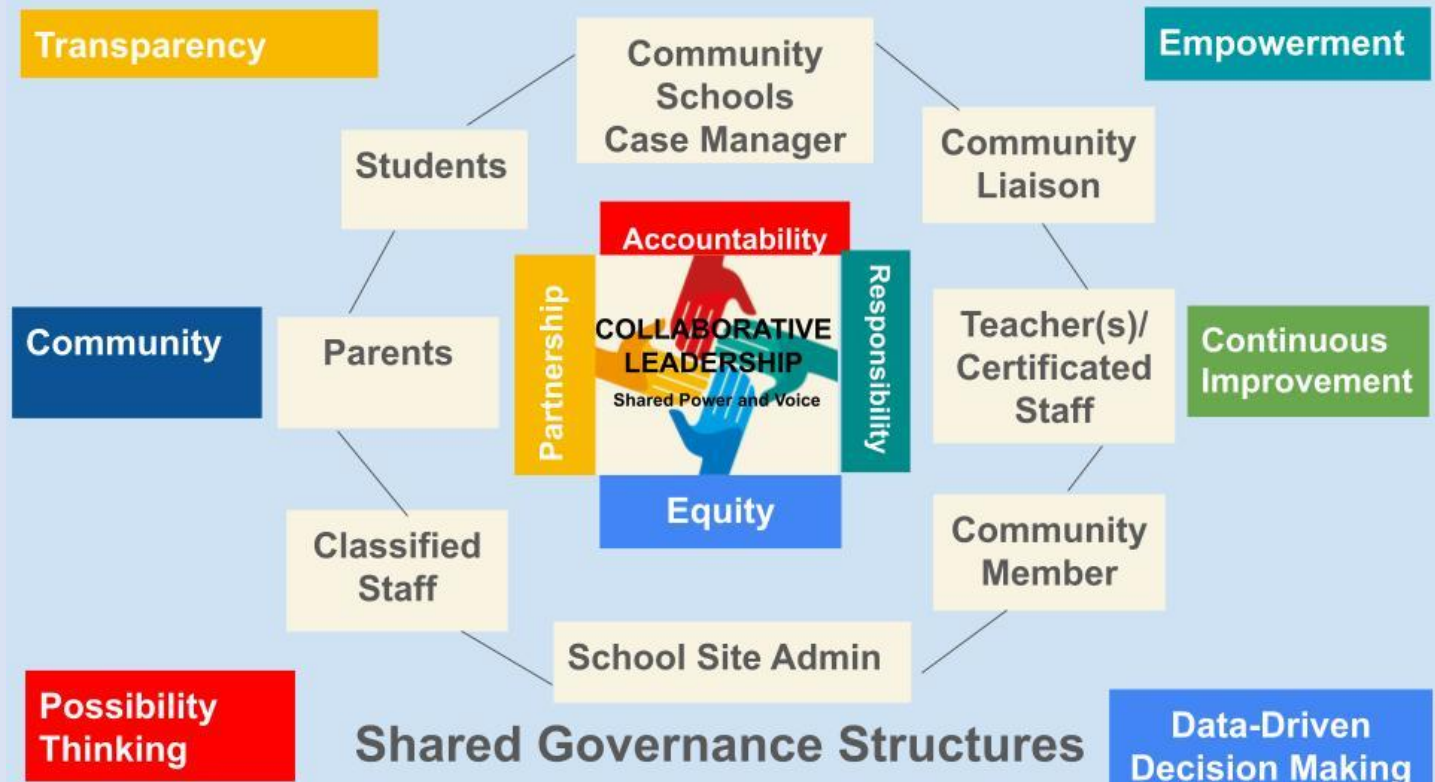 Transparency
Community
Schools
Case Manager
Empowerment
Students
Community
Liaison
Accountability
Partnership
COLLABORATIVE
LEADERSHIP
Shared Power and Voice
Responsibility
Equity
Community
Parents
Teacher(s)/
Certificated
Staff
Continuous
Improvement
Classified
Staff
Community
Member
School Site Admin
Possibility
Thinking
Shared Governance Structures
Data-Driven
Decision Making